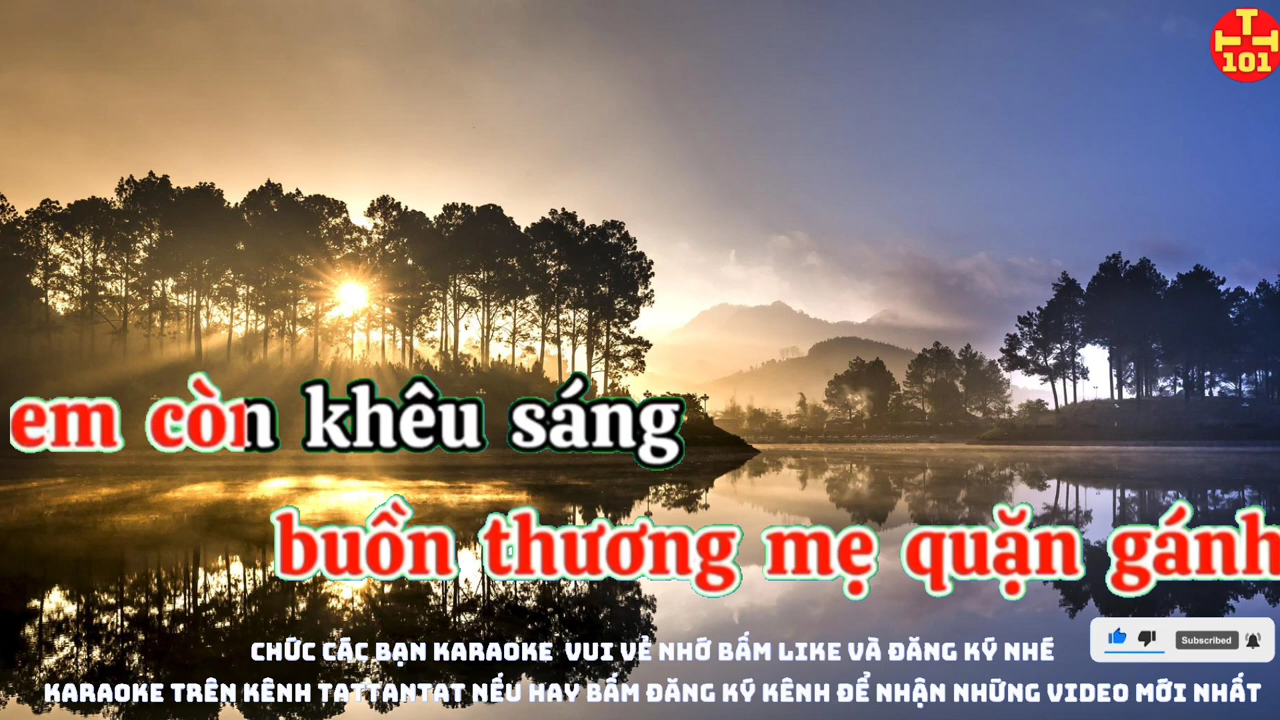 T
T T
101
em còn khêu sáng
buồn thương mẹ quặn gánh
Subscribed
CHỨC CÁC BẠN KARAOKE VUI VẺ NHỚ BẤM LIKE VÀ ĐĂNG KÝ NHÉ
KARAOKE TRÊN KÊNH TATTANTAT NẾU HAY BẤM ĐĂNG KÝ KÊNH ĐỂ NHẬN NHỮNG VIDEO MỚI NHẤT